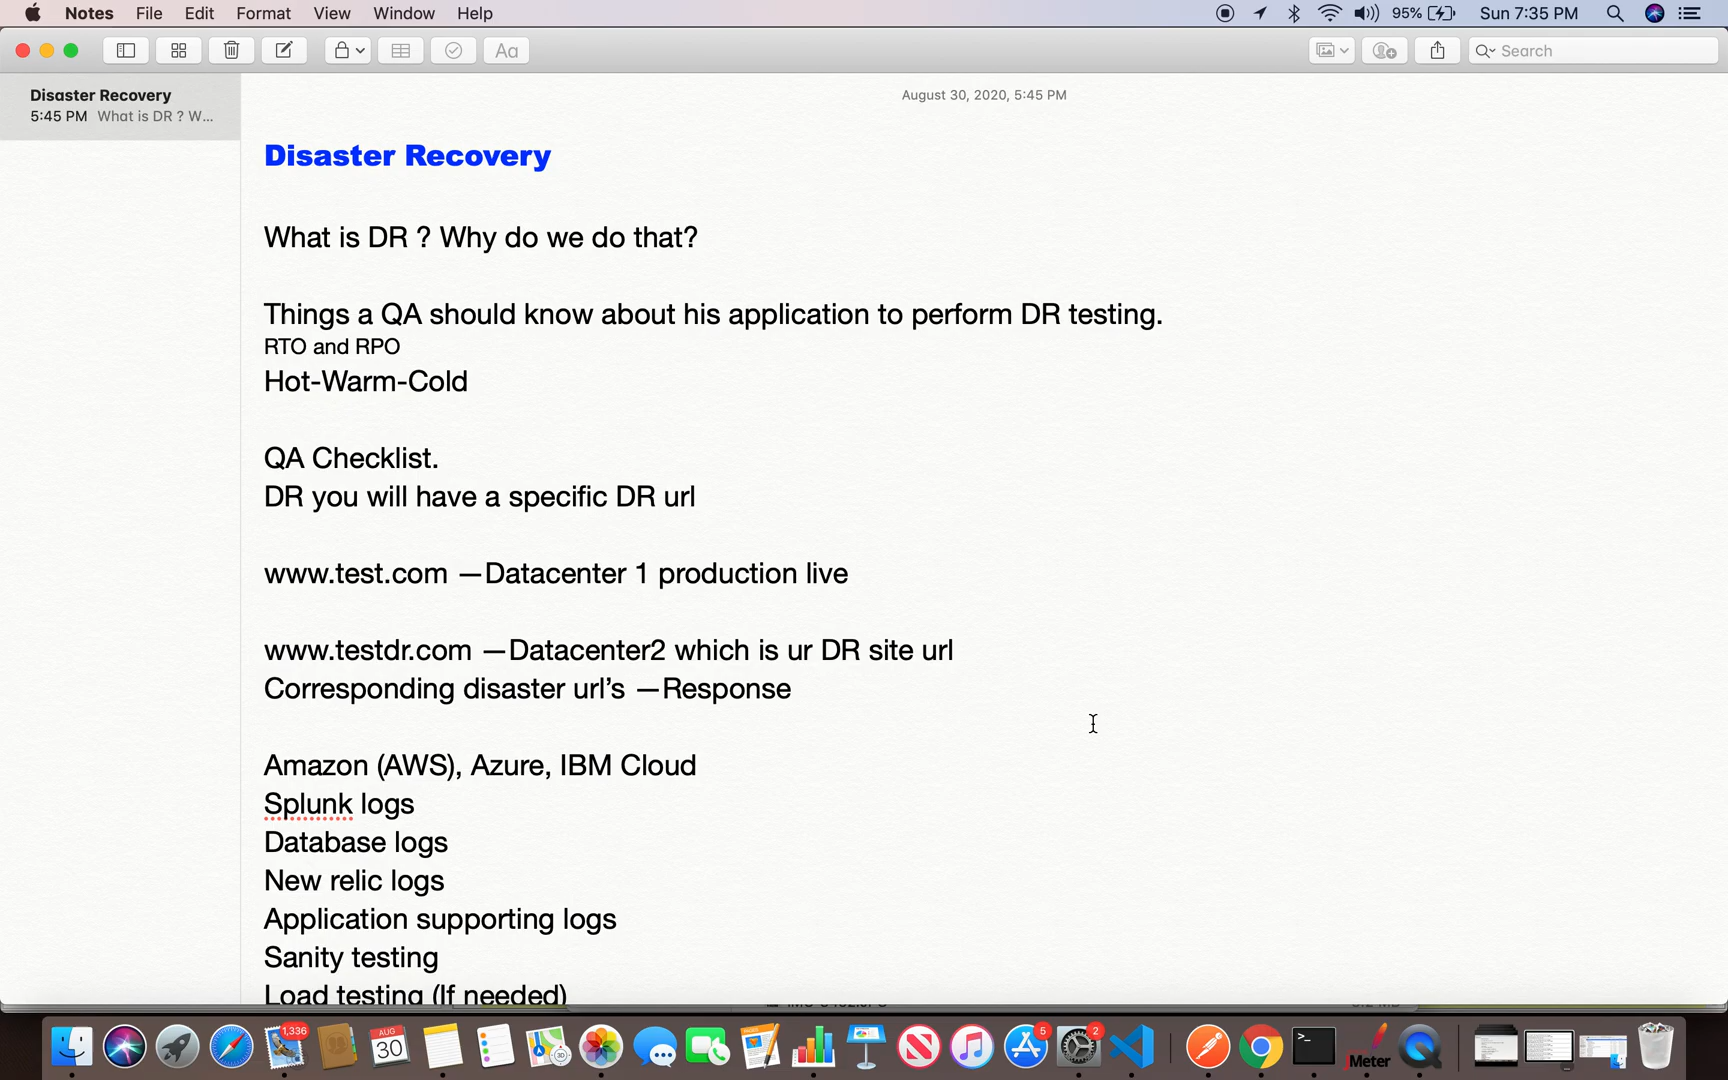 Notes File Edit Format View Window Help 95% Sun 7:35 PM
Aa Search
Disaster Recovery
5:45 PM What is DR ? W...
August 30, 2020, 5:45 PM
Disaster Recovery
What is DR ? Why do we do that?
Things a QA should know about his application to perform DR testing.
RTO and RPO
Hot-Warm-Cold
QA Checklist.
DR you will have a specific DR url
www.test.com —Datacenter 1 production live
www.testdr.com —Datacenter2 which is ur DR site url
Corresponding disaster url’s —Response
Amazon (AWS), Azure, IBM Cloud
Splunk logs
Database logs
New relic logs
Application supporting logs
Sanity testing
Load testing (If needed)
1,336 AUG 30 3D 5 2 JMeter